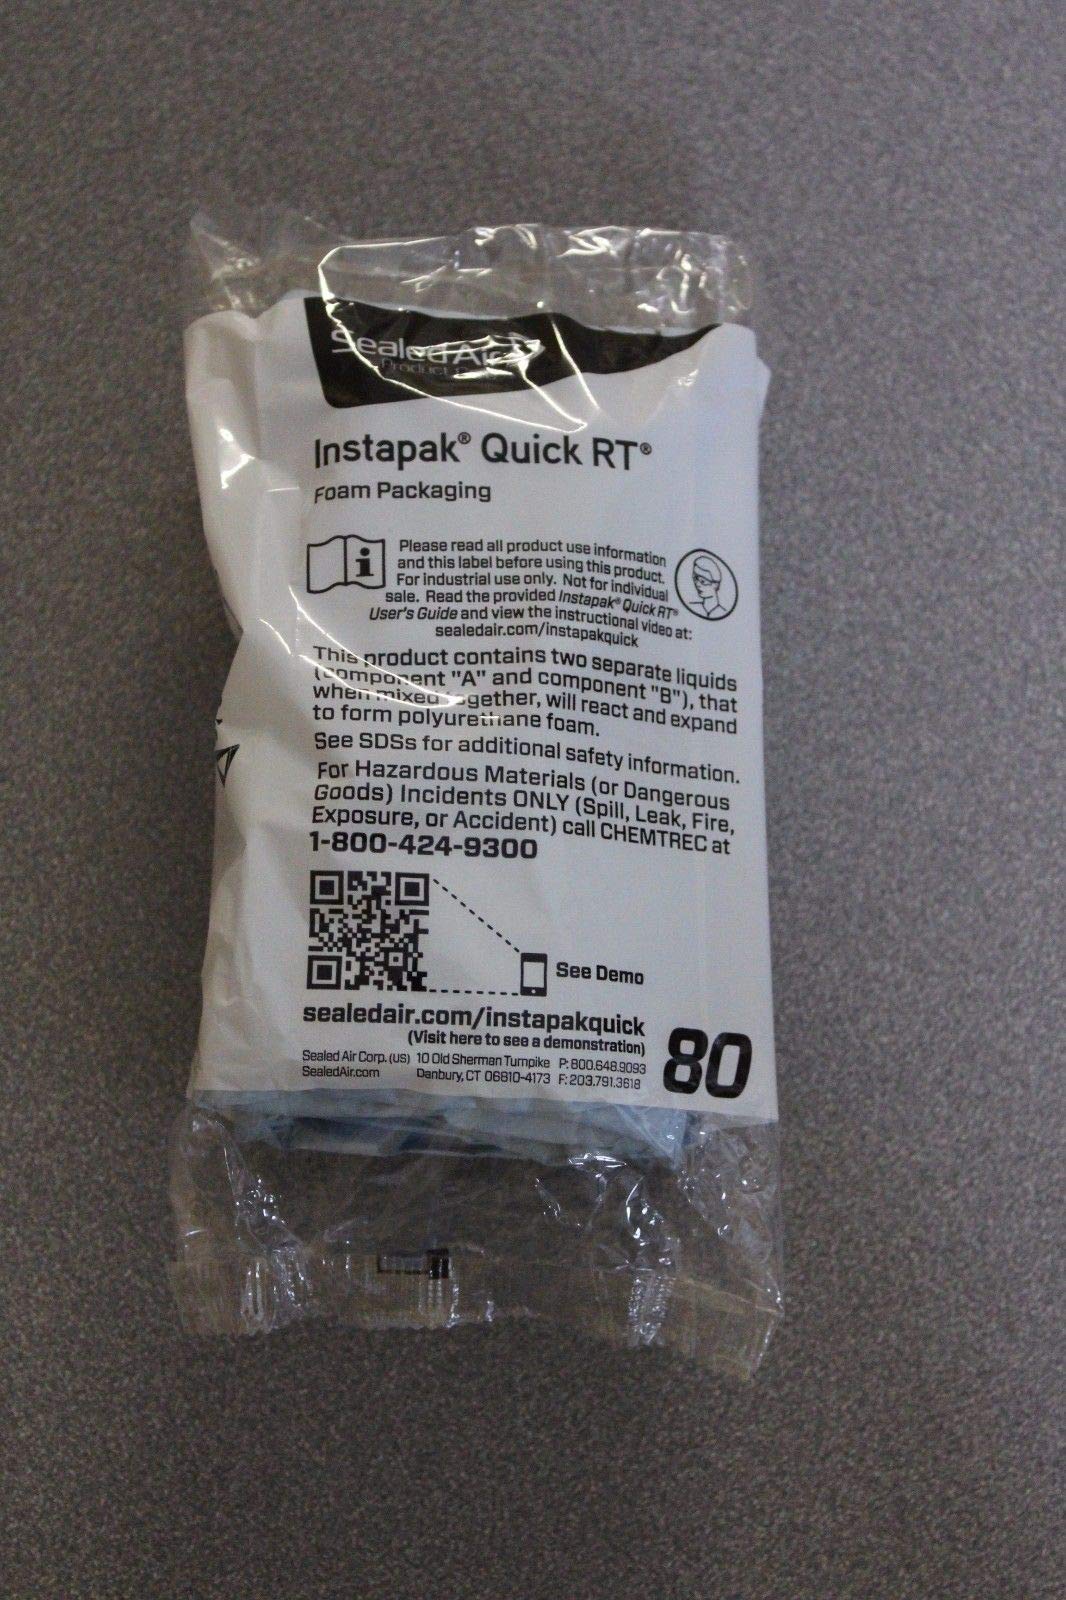 Sealed Air
Product Care
Instapak® Quick RT®
Foam Packaging
Please read all product use information
and this label before using this product.
For industrial use only. Not for individual
sale. Read the provided Instapak® Quick RT®
User's Guide and view the instructional video at:
sealedair.com/instapakquick
This product contains two separate liquids
(component "A" and component "B"), that
when mixed together, will react and expand
to form polyurethane foam.
See SDSs for additional safety information.
For Hazardous Materials (or Dangerous
Goods) Incidents ONLY (Spill, Leak, Fire,
Exposure, or Accident) call CHEMTREC at
1-800-424-9300
See Demo
sealedair.com/instapakquick
(Visit here to see a demonstration)
Sealed Air Corp. (US) 10 Old Sherman Turnpike P: 800.648.9093
SealedAir.com Danbury, CT 06810-4173 F: 203.791.3618
80